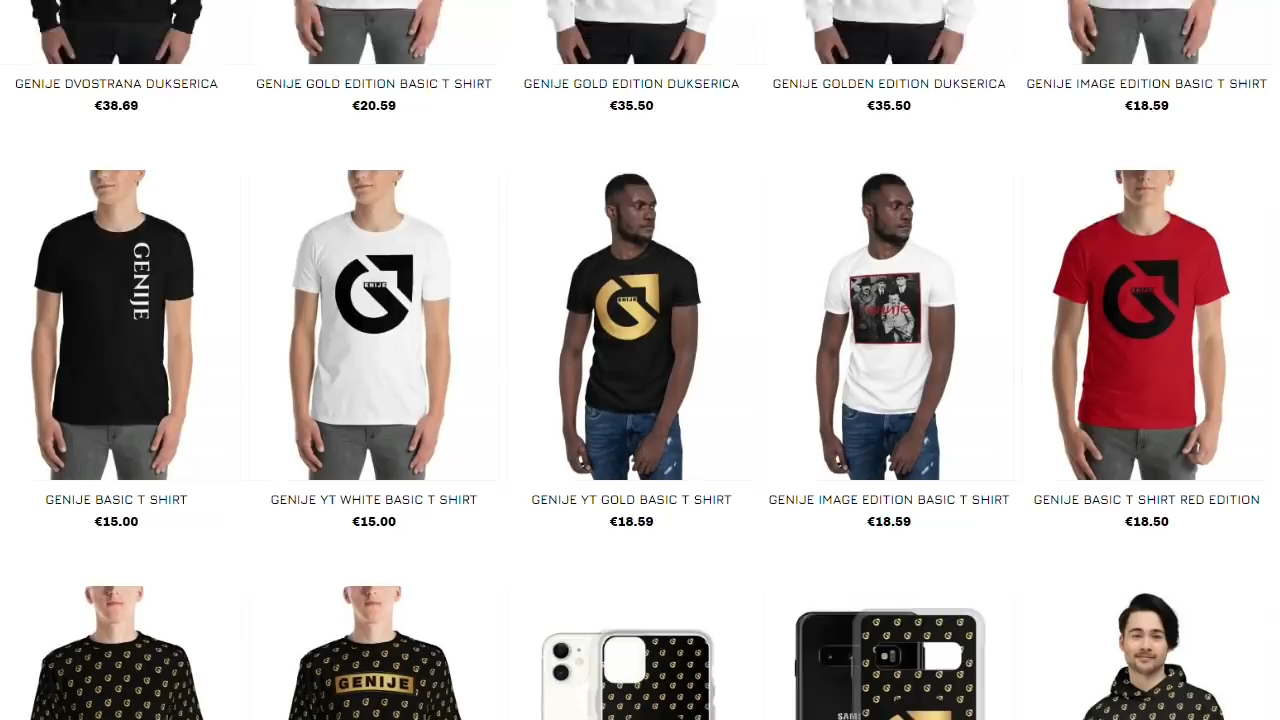 GENIJE DVOSTRANA DUKSERICA
€38.69
GENIJE GOLD EDITION BASIC T SHIRT
€20.59
GENIJE GOLD EDITION DUKSERICA
€35.50
GENIJE GOLDEN EDITION DUKSERICA
€35.50
GENIJE IMAGE EDITION BASIC T SHIRT
€18.59
GENIJE
GENIJE
GENIJE
genije
GENIJE
GENIJE BASIC T SHIRT
€15.00
GENIJE YT WHITE BASIC T SHIRT
€15.00
GENIJE YT GOLD BASIC T SHIRT
€18.59
GENIJE IMAGE EDITION BASIC T SHIRT
€18.59
GENIJE BASIC T SHIRT RED EDITION
€18.50
GENIJE